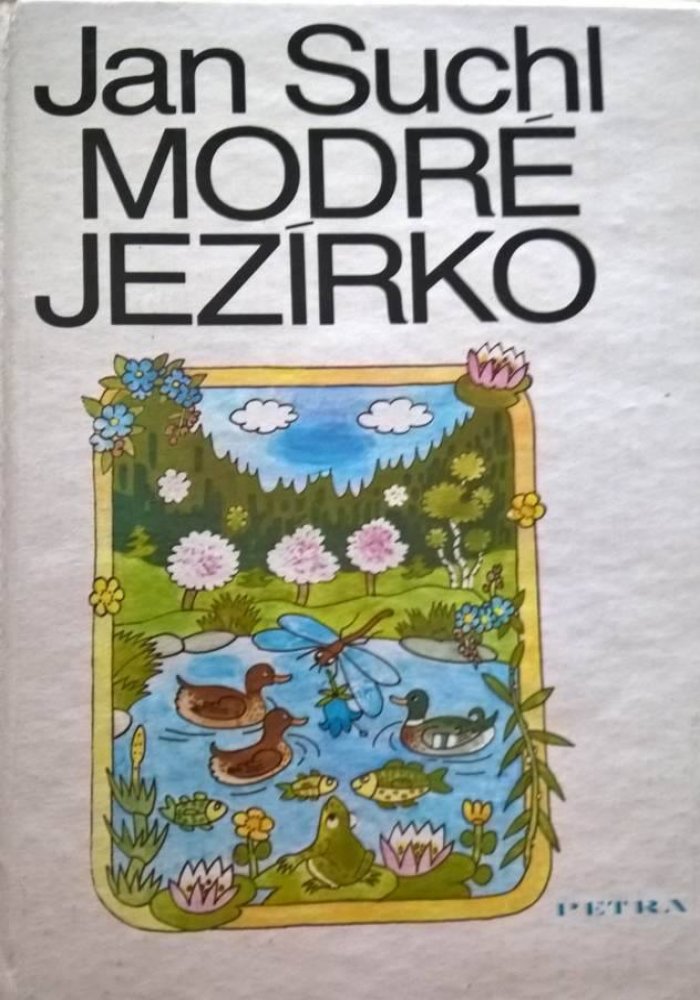 Jan Suchl
MODRÉ
JEZÍRKO
PETRA